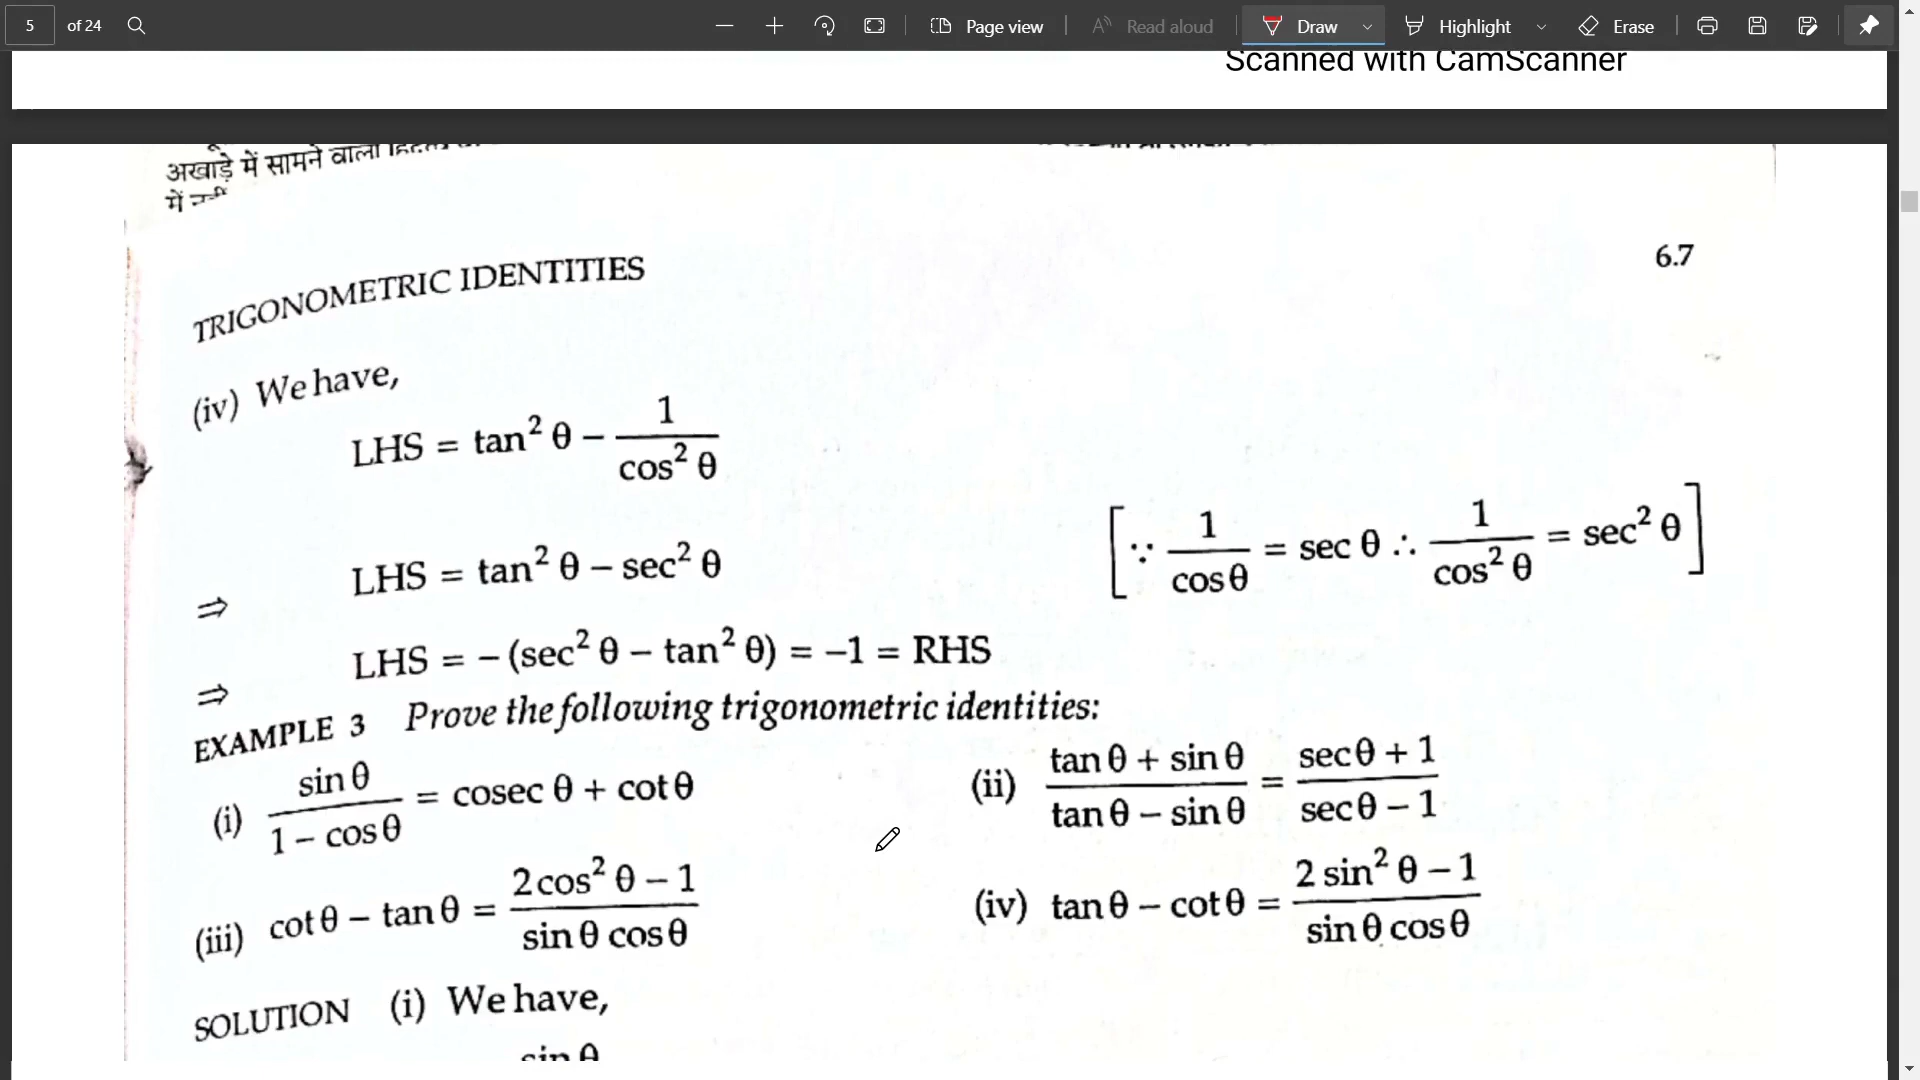 5 of 24 Page view Read aloud Draw Highlight Erase
Scanned with CamScanner
अखाड़े में सामने वाला
में
6.7
TRIGONOMETRIC IDENTITIES
(iv) We have,
LHS = tan² θ − 1/cos² θ
⇒ LHS = tan² θ − sec² θ [∵ 1/cosθ = sec θ ∴ 1/cos² θ = sec² θ]
⇒ LHS = − (sec² θ − tan² θ) = −1 = RHS
EXAMPLE 3 Prove the following trigonometric identities:
(i) sin θ/(1 − cos θ) = cosec θ + cot θ (ii) (tan θ + sin θ)/(tan θ − sin θ) = (sec θ + 1)/(sec θ − 1)
(iii) cot θ − tan θ = (2 cos² θ − 1)/(sin θ cos θ) (iv) tan θ − cot θ = (2 sin² θ − 1)/(sin θ cos θ)
SOLUTION (i) We have,
sin θ